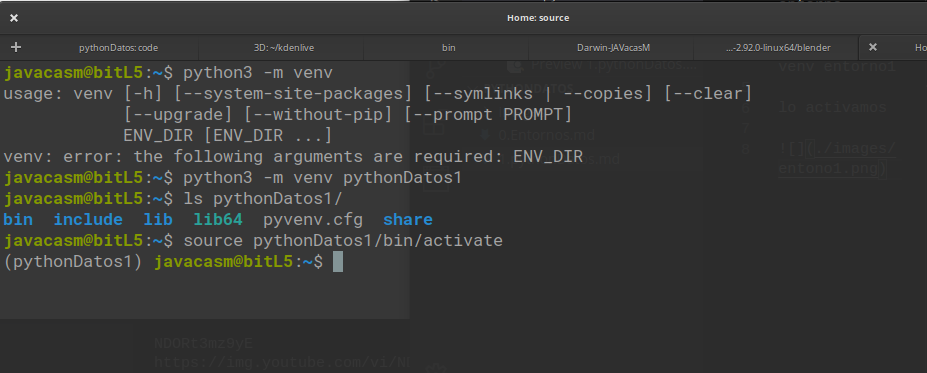 Home: source
pythonDatos: code
3D: ~/kdenlive
bin
Darwin-JAVacasM
...-2.92.0-linux64/blender
Ho
javacasm@bitL5:~$ python3 -m venv
usage: venv [-h] [--system-site-packages] [--symlinks | --copies] [--clear]
[--upgrade] [--without-pip] [--prompt PROMPT]
ENV_DIR [ENV_DIR ...]
venv: error: the following arguments are required: ENV_DIR
javacasm@bitL5:~$ python3 -m venv pythonDatos1
javacasm@bitL5:~$ ls pythonDatos1/
bin include lib lib64 pyvenv.cfg share
javacasm@bitL5:~$ source pythonDatos1/bin/activate
(pythonDatos1) javacasm@bitL5:~$
venv entorno1
lo activamos
![](./images/
entono1.png)
NDORt3mz9yE
https://img.youtube.com/vi/N